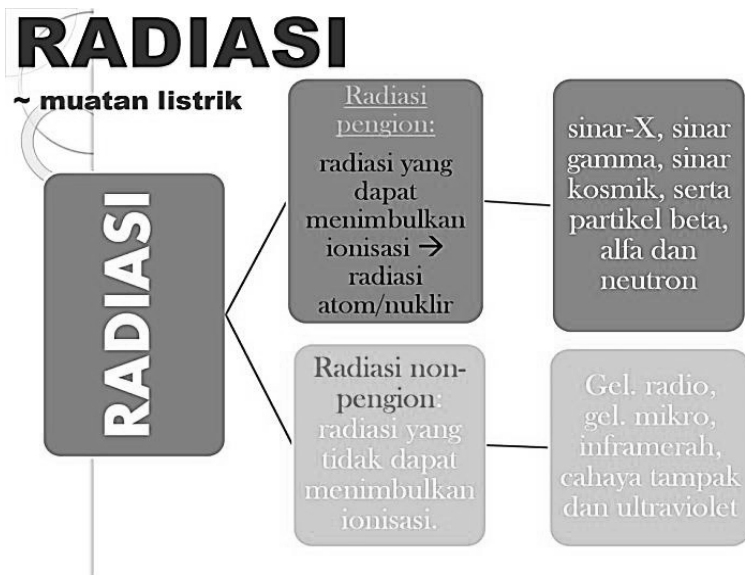 RADIASI
~ muatan listrik
RADIASI
Radiasi
pengion:
radiasi yang
dapat
menimbulkan
ionisasi →
radiasi
atom/nuklir
sinar-X, sinar
gamma, sinar
kosmik, serta
partikel beta,
alfa dan
neutron
Radiasi non-
pengion:
radiasi yang
tidak dapat
menimbulkan
ionisasi.
Gel. radio,
gel. mikro,
inframerah,
cahaya tampak
dan ultraviolet